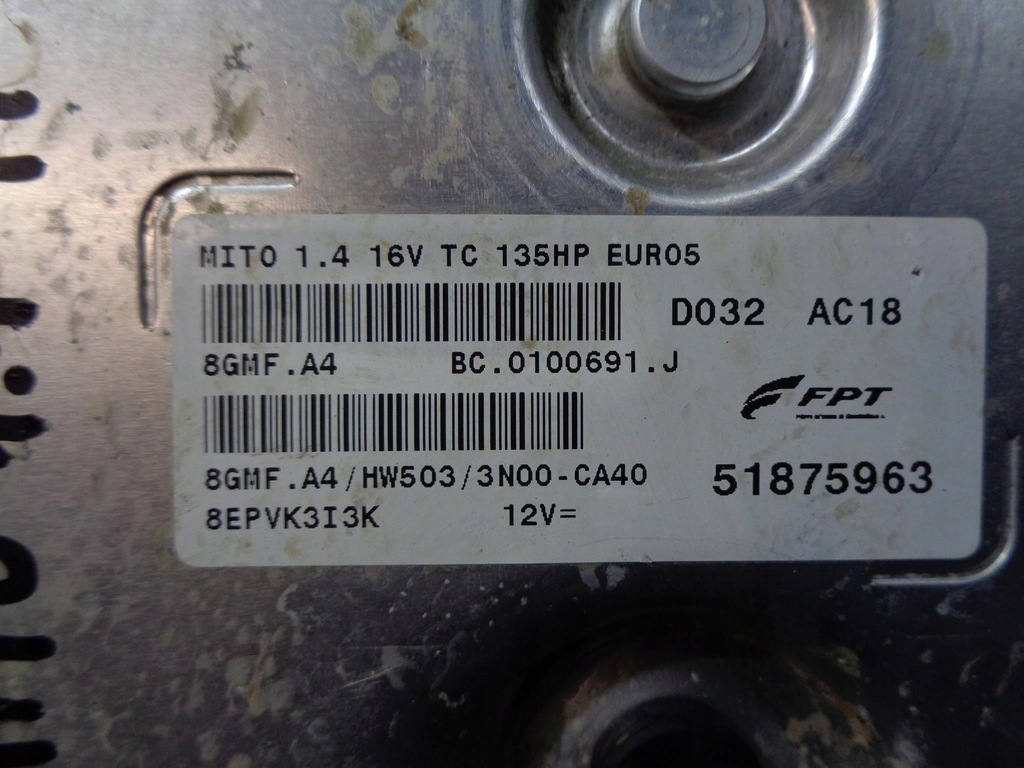 MITO 1.4 16V TC 135HP EURO5
D032 AC18
8GMF.A4 BC.0100691.J
FPT
8GMF.A4/HW503/3N00-CA40
51875963
8EPVK3I3K 12V=